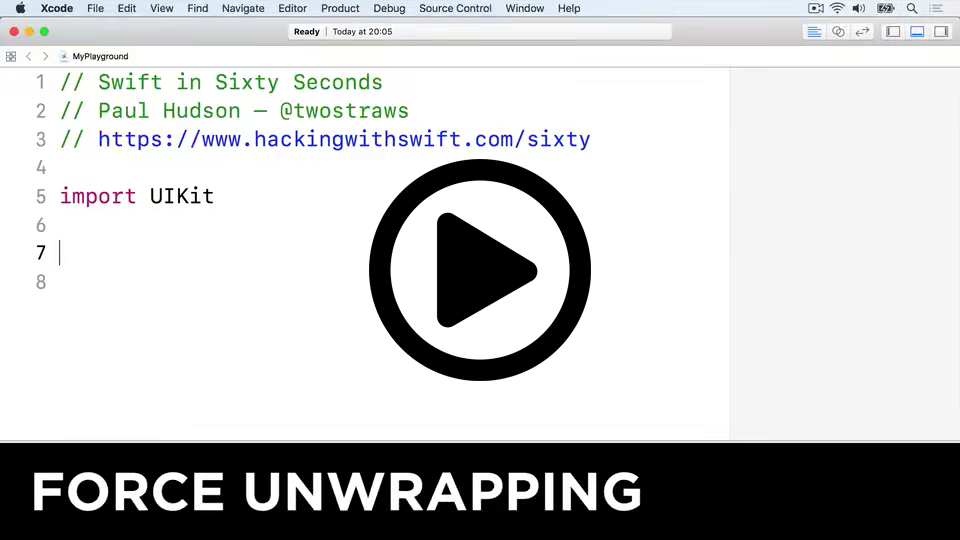 Xcode File Edit View Find Navigate Editor Product Debug Source Control Window Help
Ready | Today at 20:05
MyPlayground
1 // Swift in Sixty Seconds
2 // Paul Hudson — @twostraws
3 // https://www.hackingwithswift.com/sixty
4
5 import UIKit
6
7
8
FORCE UNWRAPPING